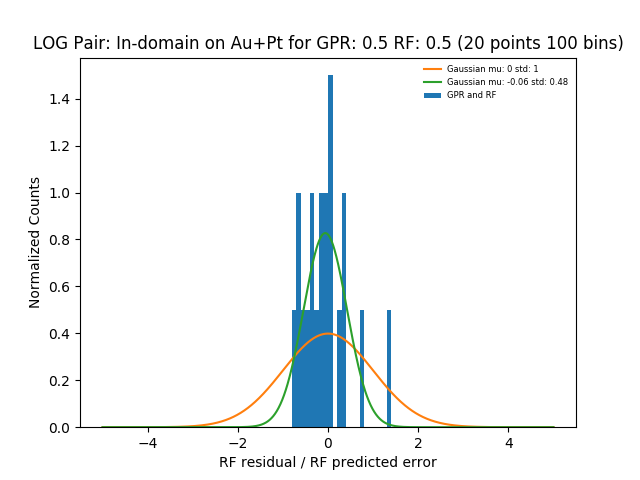 LOG Pair: In-domain on Au+Pt for GPR: 0.5 RF: 0.5 (20 points 100 bins)
Gaussian mu: 0 std: 1
Gaussian mu: -0.06 std: 0.48
GPR and RF
Normalized Counts
1.4
1.2
1.0
0.8
0.6
0.4
0.2
0.0
−4 −2 0 2 4
RF residual / RF predicted error